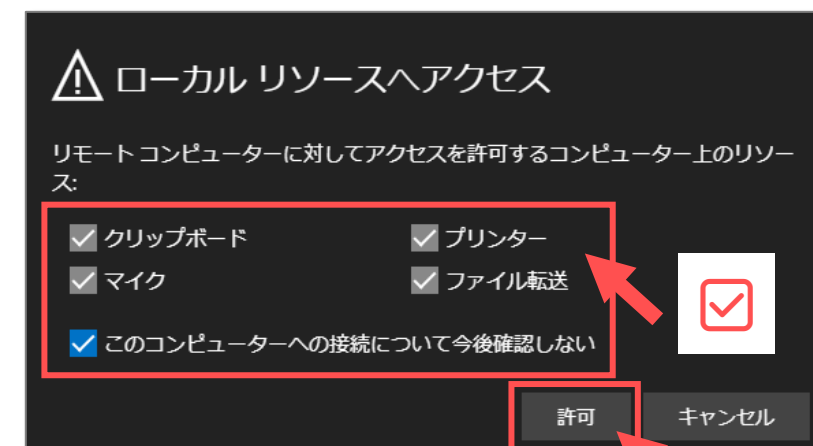 ローカル リソースへアクセス
リモート コンピューターに対してアクセスを許可するコンピューター上のリソー
ス:
クリップボード プリンター
マイク ファイル転送
このコンピューターへの接続について今後確認しない
許可 キャンセル